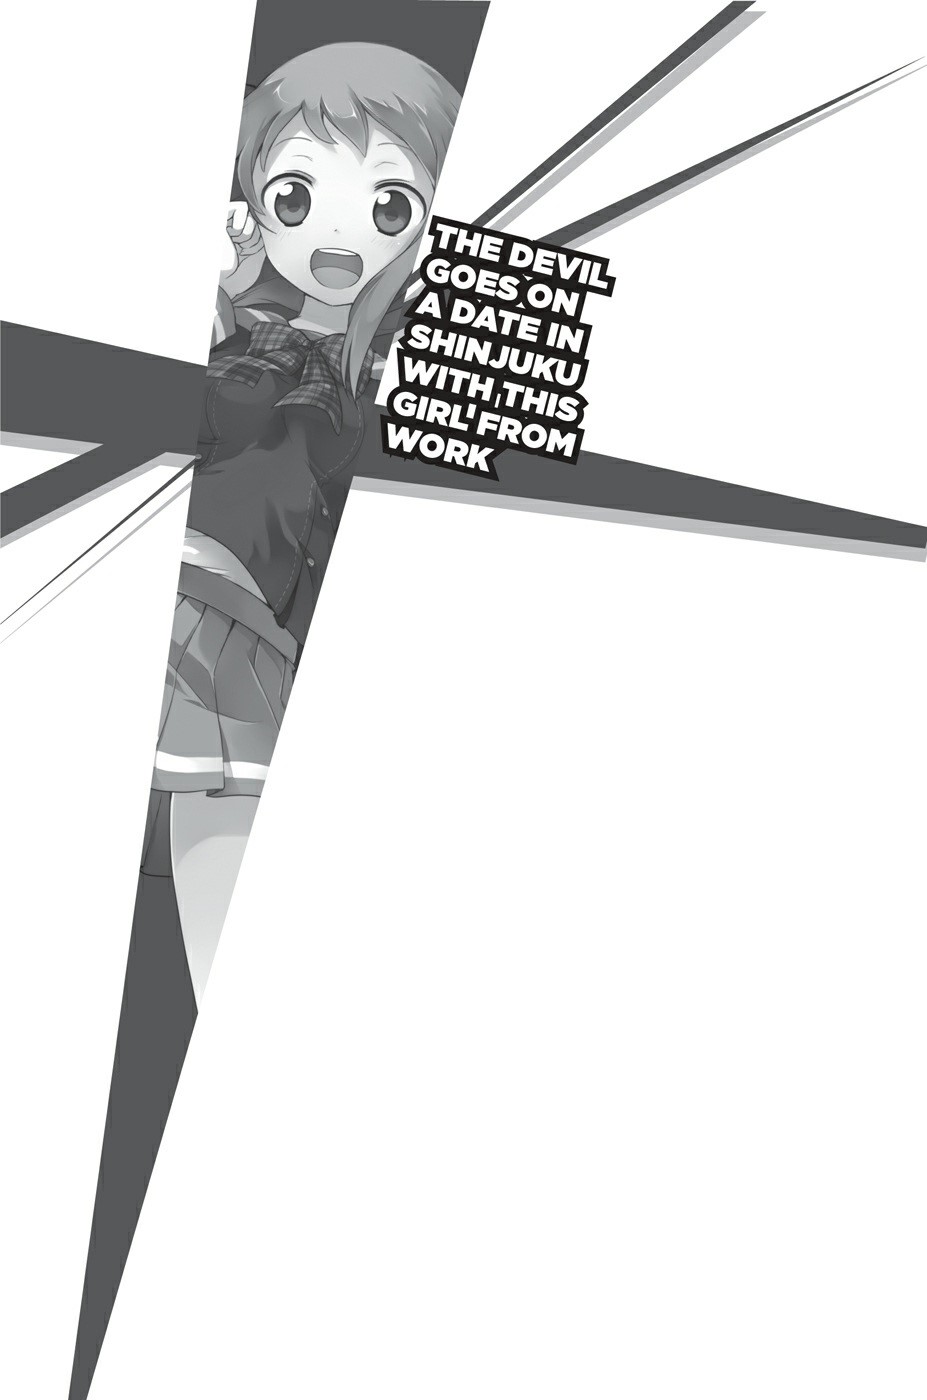 THE DEVIL
GOES ON
A DATE IN
SHINJUKU
WITH THIS
GIRL FROM
WORK